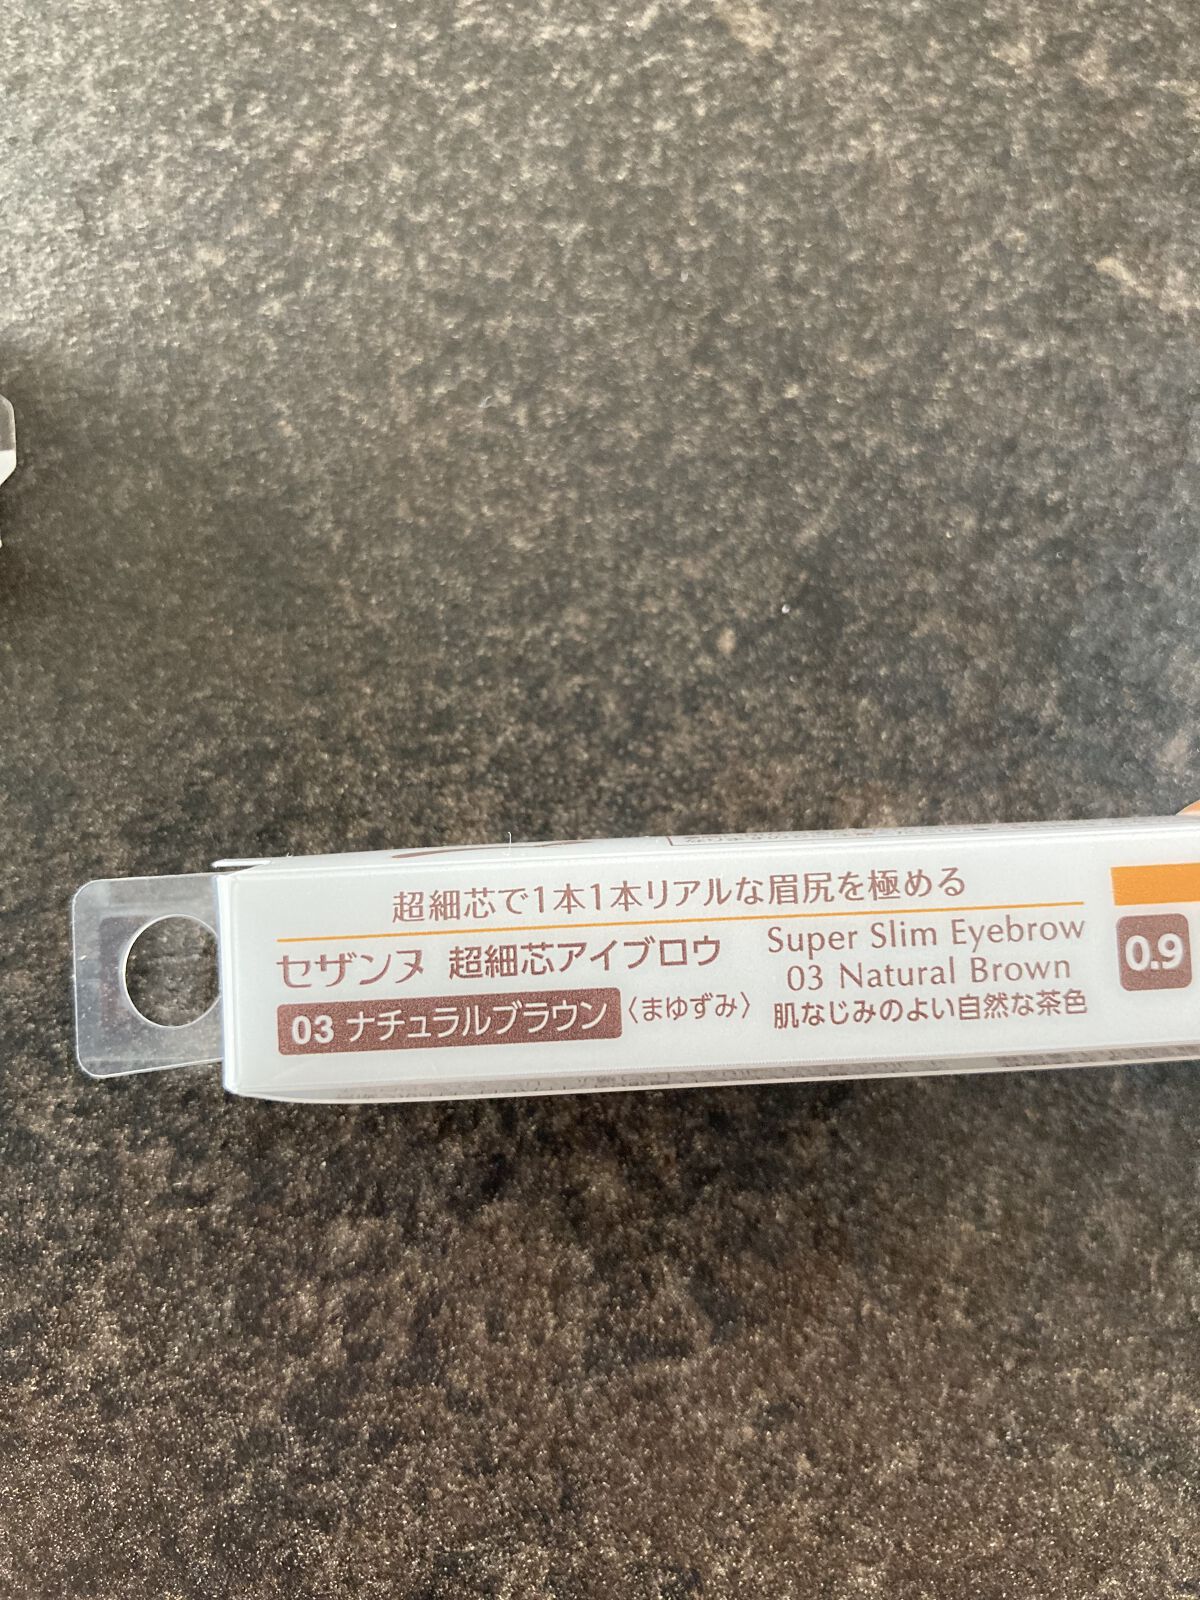 超細芯で1本1本リアルな眉尻を極める
セザンヌ 超細芯アイブロウ
03 ナチュラルブラウン 〈まゆずみ〉
Super Slim Eyebrow
03 Natural Brown
肌なじみのよい自然な茶色
0.9